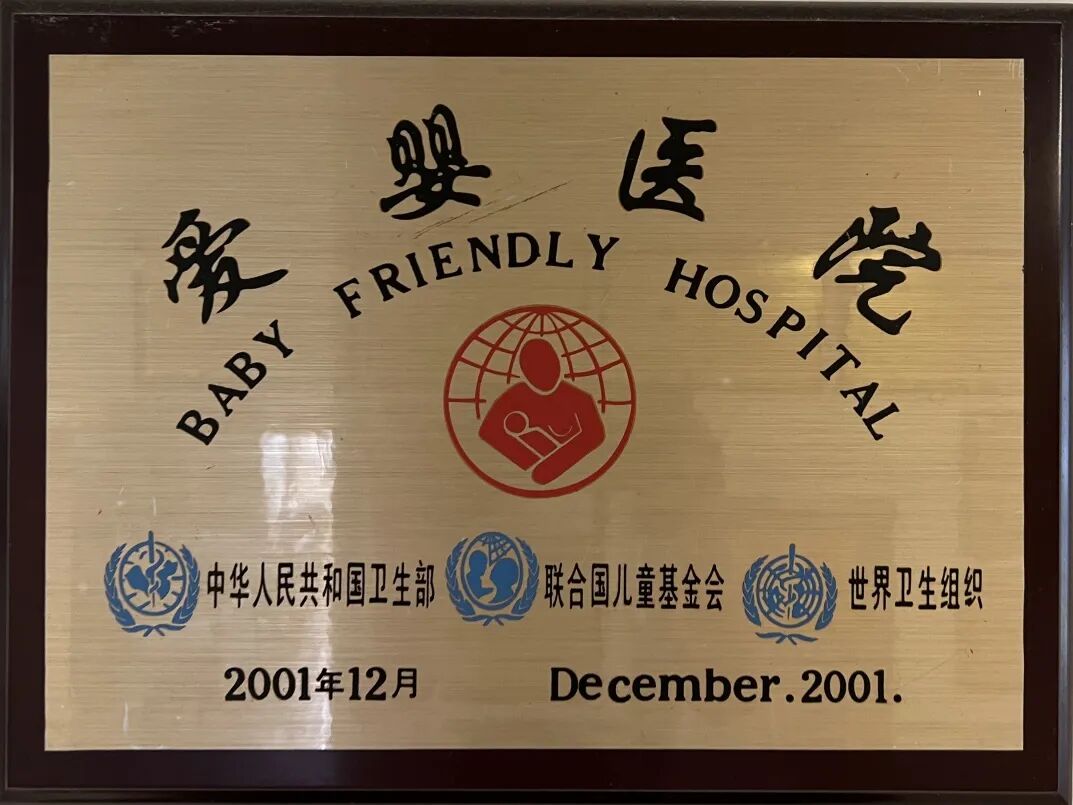 爱婴医院
BABY FRIENDLY HOSPITAL
中华人民共和国卫生部 联合国儿童基金会 世界卫生组织
2001年12月 December.2001.